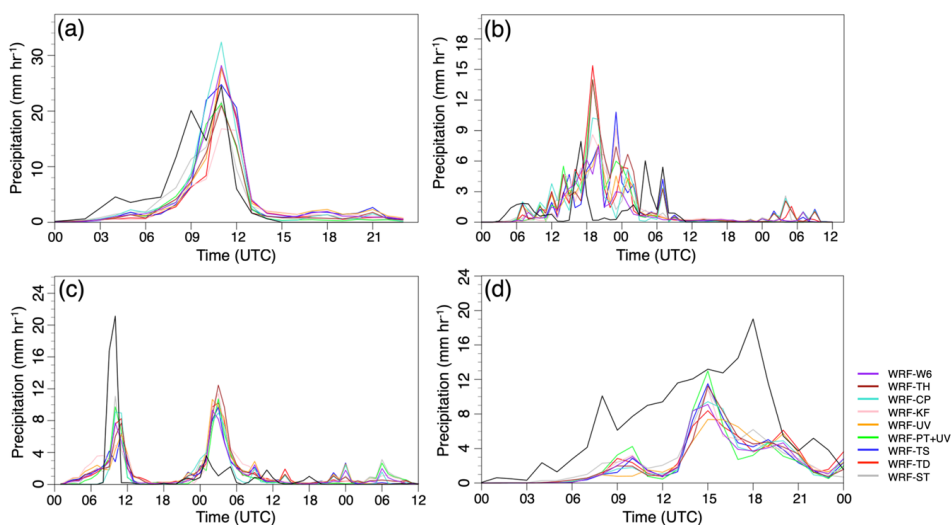 (a)
Precipitation (mm hr⁻¹)
0 10 20 30
00 03 06 09 12 15 18 21
Time (UTC)
(b)
Precipitation (mm hr⁻¹)
0 3 6 9 12 15 18
00 06 12 18 00 06 12 18 00 06 12
Time (UTC)
(c)
Precipitation (mm hr⁻¹)
0 4 8 12 16 20 24
00 06 12 18 00 06 12 18 00 06 12
Time (UTC)
(d)
Precipitation (mm hr⁻¹)
0 4 8 12 16 20 24
00 03 06 09 12 15 18 21 00
Time (UTC)
WRF-W6
WRF-TH
WRF-CP
WRF-KF
WRF-UV
WRF-PT+UV
WRF-TS
WRF-TD
WRF-ST